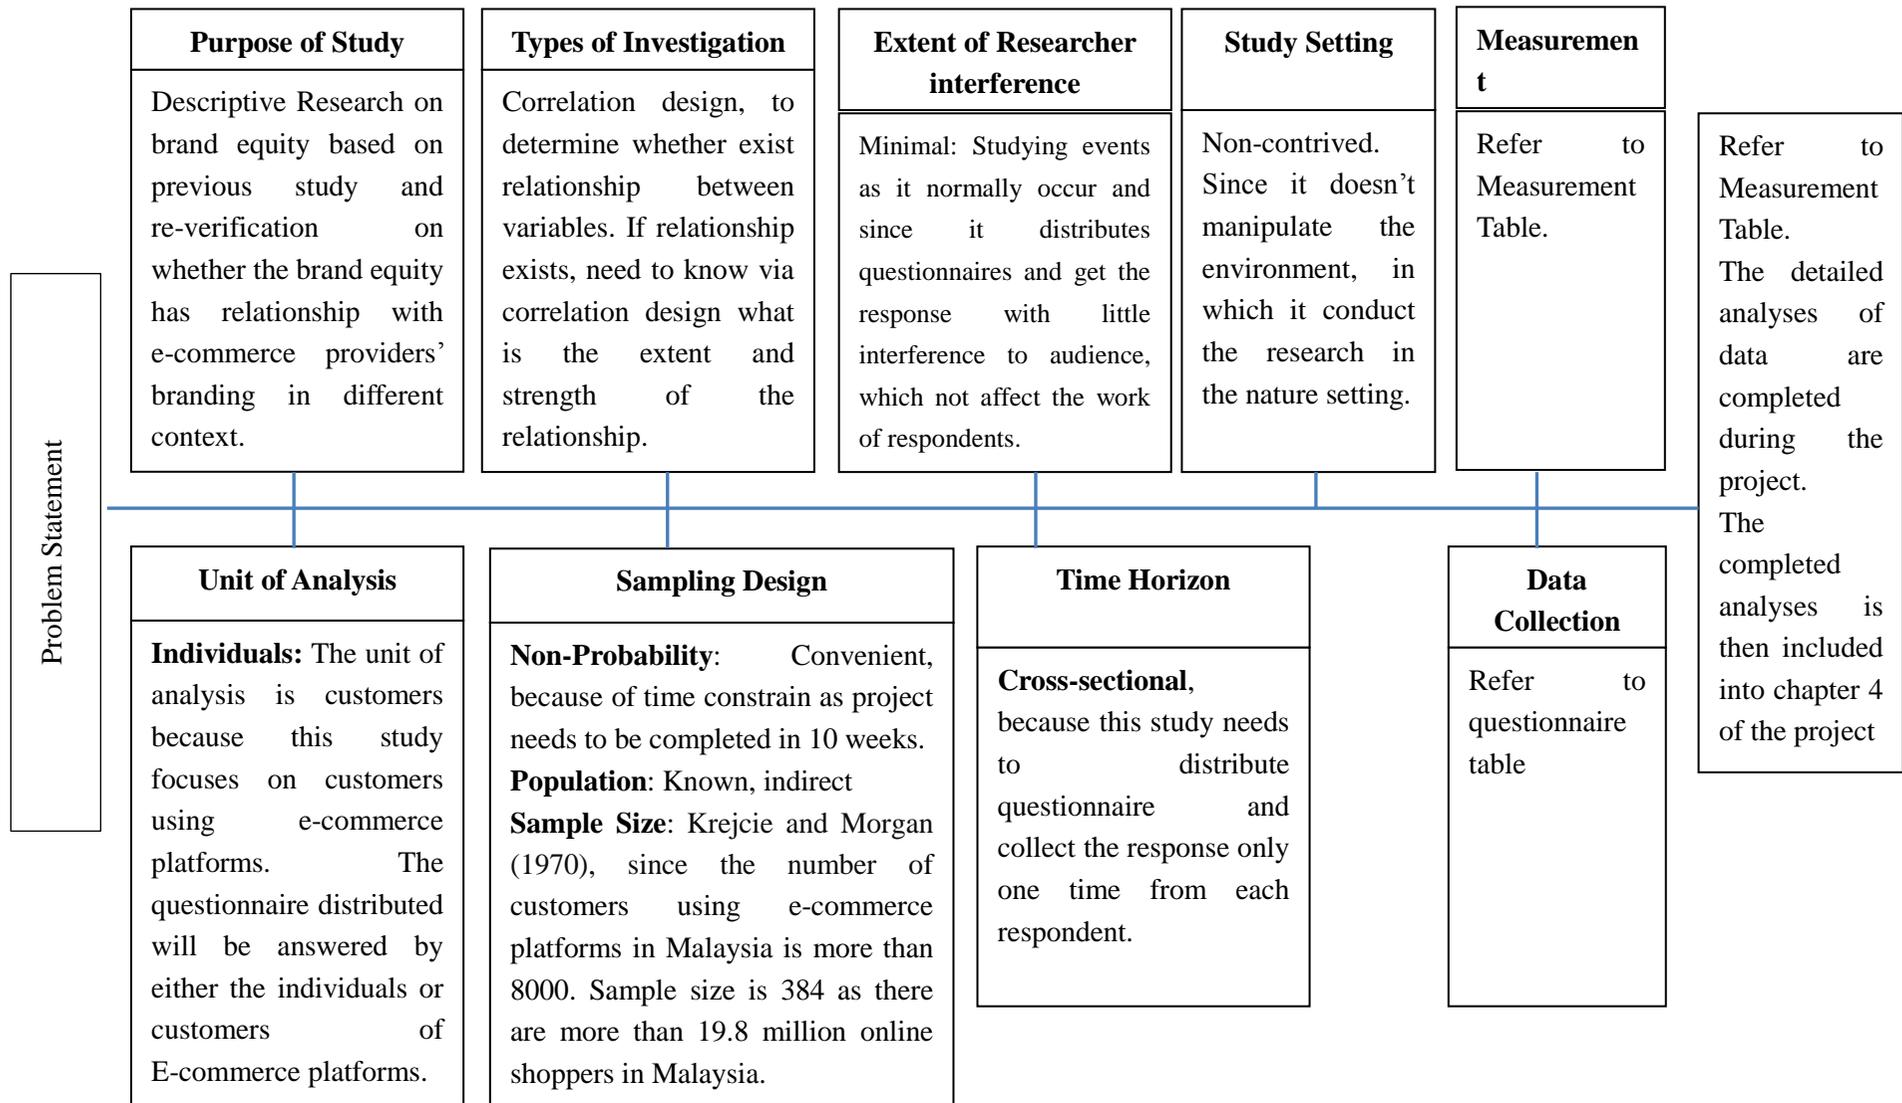 Purpose of Study
Descriptive Research on
brand equity based on
previous study and
re-verification on
whether the brand equity
has relationship with
e-commerce providers’
branding in different
context.
Types of Investigation
Correlation design, to
determine whether exist
relationship between
variables. If relationship
exists, need to know via
correlation design what
is the extent and
strength of the
relationship.
Extent of Researcher
interference
Minimal: Studying events
as it normally occur and
since it distributes
questionnaires and get the
response with little
interference to audience,
which not affect the work
of respondents.
Study Setting
Non-contrived.
Since it doesn’t
manipulate the
environment, in
which it conduct
the research in
the nature setting.
Measuremen
t
Refer to
Measurement
Table.
Refer to
Measurement
Table.
The detailed
analyses of
data are
completed
during the
project.
The
completed
analyses is
then included
into chapter 4
of the project
Problem Statement
Unit of Analysis
Individuals: The unit of
analysis is customers
because this study
focuses on customers
using e-commerce
platforms. The
questionnaire distributed
will be answered by
either the individuals or
customers of
E-commerce platforms.
Sampling Design
Non-Probability: Convenient,
because of time constrain as project
needs to be completed in 10 weeks.
Population: Known, indirect
Sample Size: Krejcie and Morgan
(1970), since the number of
customers using e-commerce
platforms in Malaysia is more than
8000. Sample size is 384 as there
are more than 19.8 million online
shoppers in Malaysia.
Time Horizon
Cross-sectional,
because this study needs
to distribute
questionnaire and
collect the response only
one time from each
respondent.
Data
Collection
Refer to
questionnaire
table